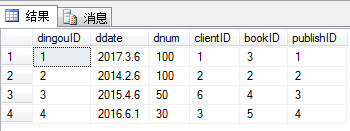 结果 消息
dingouID ddate dnum clientID bookID publishID
1 1 2017.3.6 100 1 3 1
2 2 2014.2.6 100 2 2 2
3 3 2015.4.6 50 6 4 3
4 4 2016.6.1 30 3 5 4